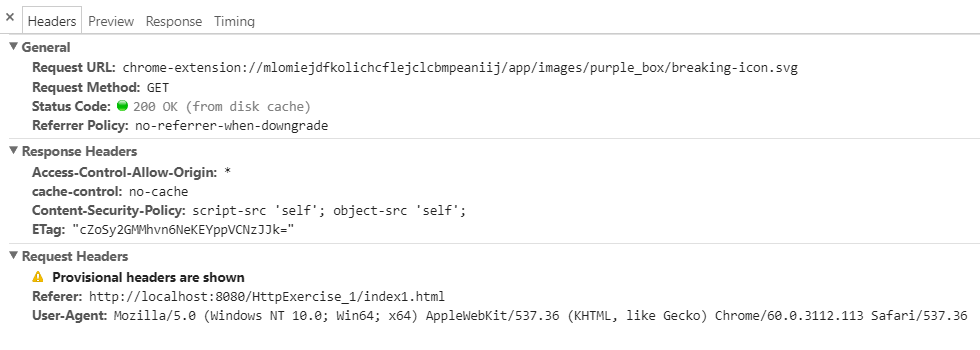 × Headers Preview Response Timing
▼ General
Request URL: chrome-extension://mlomiejdfkolichcflejclcbmpeaniij/app/images/purple_box/breaking-icon.svg
Request Method: GET
Status Code: 200 OK (from disk cache)
Referrer Policy: no-referrer-when-downgrade
▼ Response Headers
Access-Control-Allow-Origin: *
cache-control: no-cache
Content-Security-Policy: script-src 'self'; object-src 'self';
ETag: "cZoSy2GMMhvn6NeKEYppVCNzJJk="
▼ Request Headers
Provisional headers are shown
Referer: http://localhost:8080/HttpExercise_1/index1.html
User-Agent: Mozilla/5.0 (Windows NT 10.0; Win64; x64) AppleWebKit/537.36 (KHTML, like Gecko) Chrome/60.0.3112.113 Safari/537.36